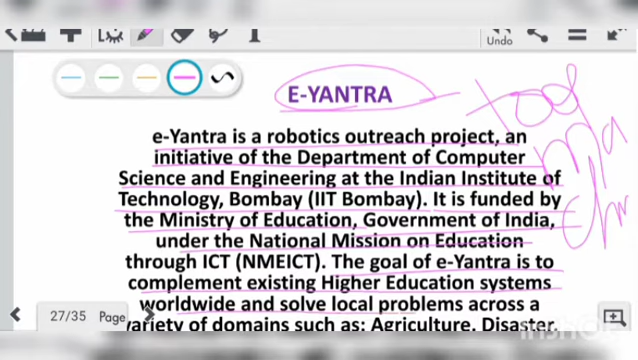 Undo
E-YANTRA
e-Yantra is a robotics outreach project, an
initiative of the Department of Computer
Science and Engineering at the Indian Institute of
Technology, Bombay (IIT Bombay). It is funded by
the Ministry of Education, Government of India,
under the National Mission on Education
through ICT (NMEICT). The goal of e-Yantra is to
complement existing Higher Education systems
worldwide and solve local problems across a
variety of domains such as: Agriculture, Disaster,
27/35